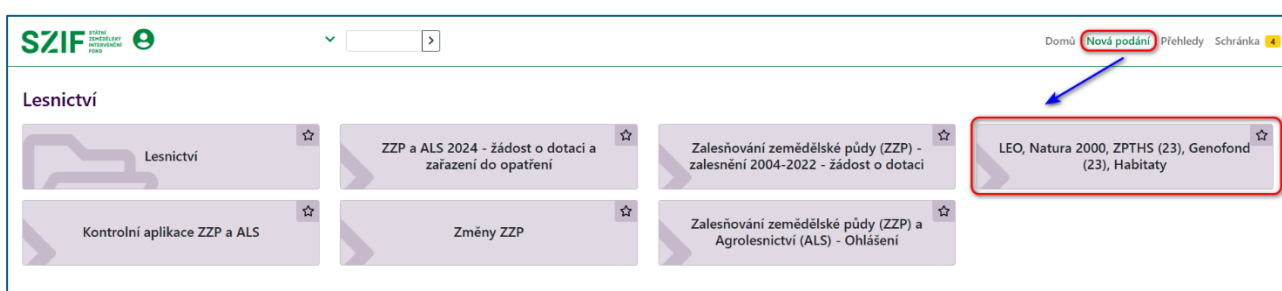 SZIF STÁTNÍ ZEMĚDĚLSKÝ INTERVENČNÍ FOND
Domů Nová podání Přehledy Schránka 4
Lesnictví
Lesnictví
ZZP a ALS 2024 - žádost o dotaci a
zařazení do opatření
Zalesňování zemědělské půdy (ZZP) -
zalesnění 2004-2022 - žádost o dotaci
LEO, Natura 2000, ZPTHS (23), Genofond
(23), Habitaty
Kontrolní aplikace ZZP a ALS
Změny ZZP
Zalesňování zemědělské půdy (ZZP) a
Agrolesnictví (ALS) - Ohlášení